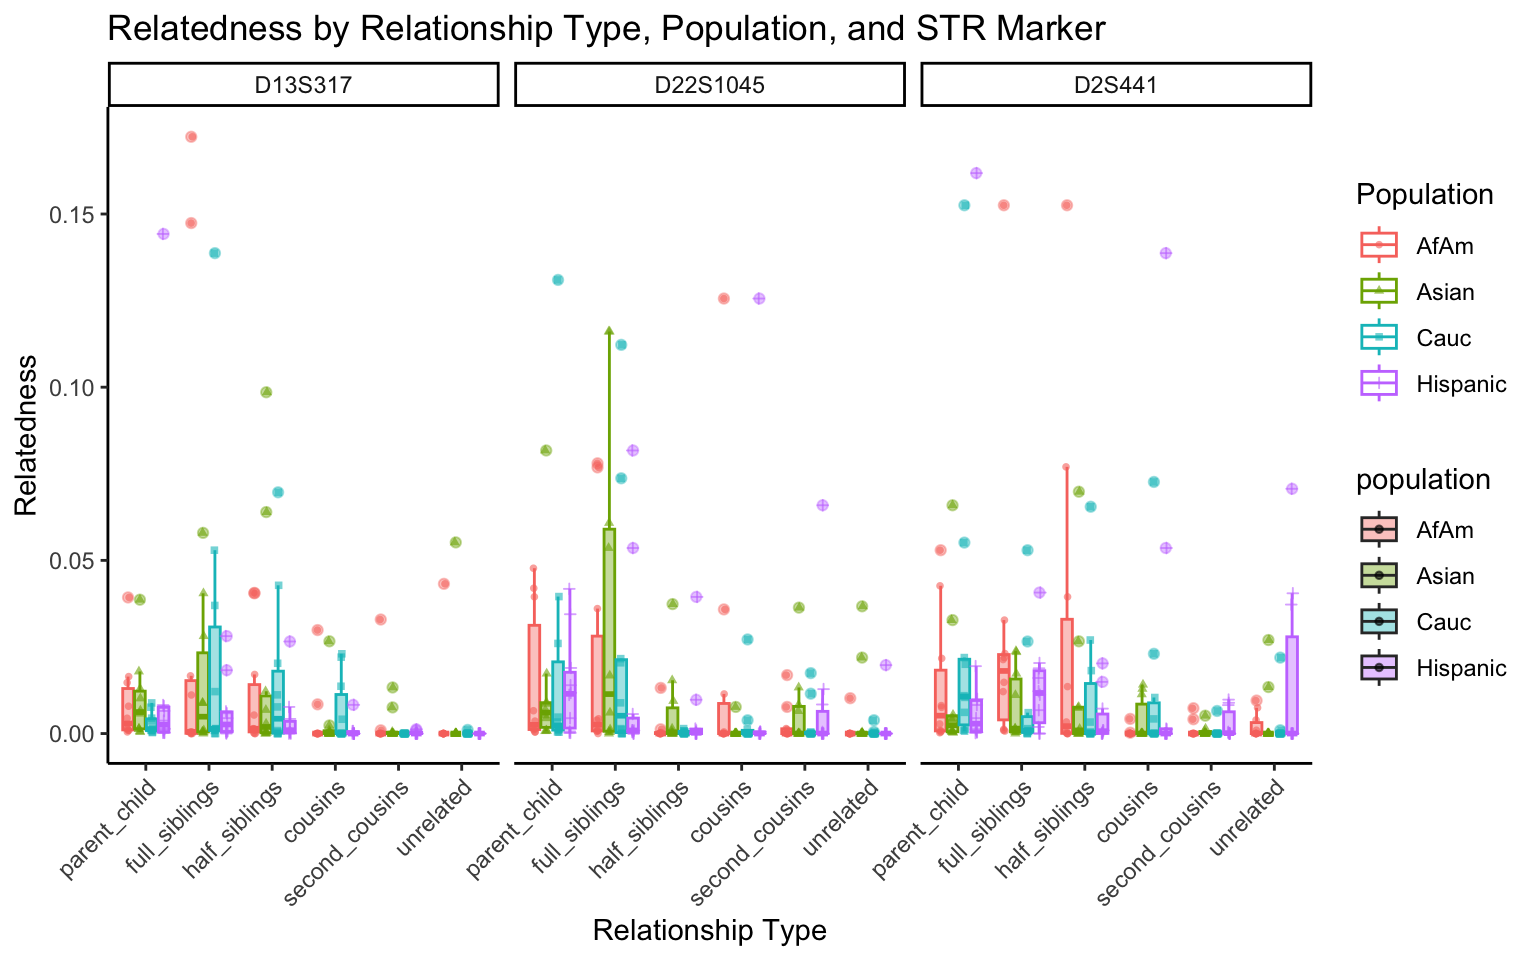 Relatedness by Relationship Type, Population, and STR Marker
D13S317
D22S1045
D2S441
Relatedness
0.15
0.10
0.05
0.00
parent_child
full_siblings
half_siblings
cousins
second_cousins
unrelated
parent_child
full_siblings
half_siblings
cousins
second_cousins
unrelated
parent_child
full_siblings
half_siblings
cousins
second_cousins
unrelated
Relationship Type
Population
AfAm
Asian
Cauc
Hispanic
population
AfAm
Asian
Cauc
Hispanic